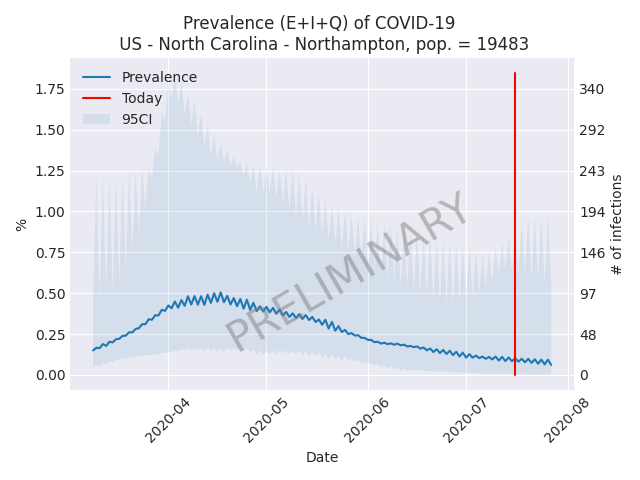 Prevalence (E+I+Q) of COVID-19
US - North Carolina - Northampton, pop. = 19483
Prevalence
Today
95CI
1.75
1.50
1.25
1.00
0.75
0.50
0.25
0.00
%
340
292
243
194
146
97
48
0
# of infections
PRELIMINARY
2020-04
2020-05
2020-06
2020-07
2020-08
Date